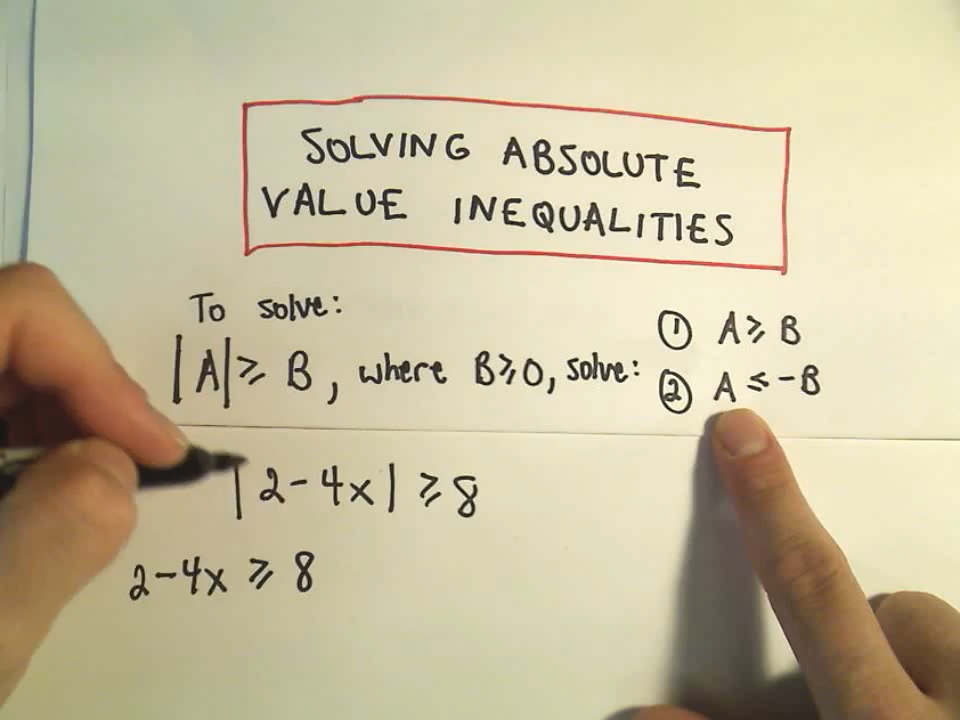 SOLVING ABSOLUTE
VALUE INEQUALITIES
To solve:
|A| ≥ B, where B ≥ 0, solve:
① A ≥ B
② A ≤ -B
|2-4x| ≥ 8
2-4x ≥ 8